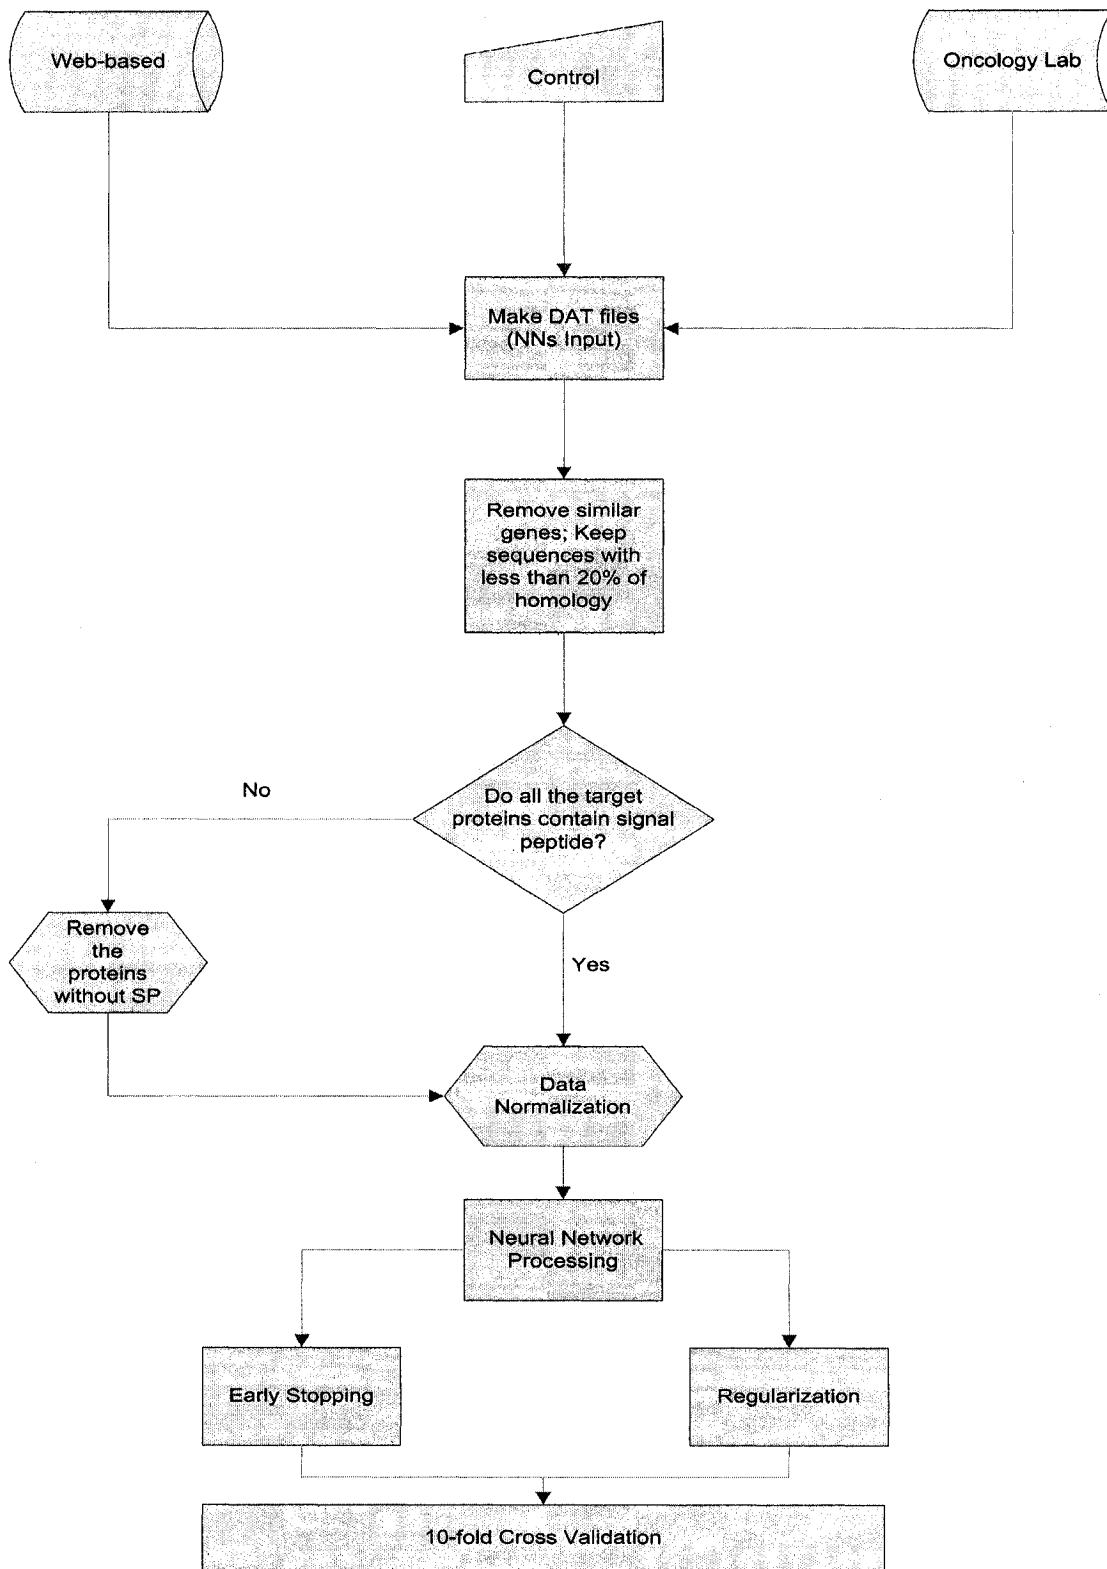 Web-based
Control
Oncology Lab
Make DAT files
(NNs Input)
Remove similar
genes; Keep
sequences with
less than 20% of
homology
No
Do all the target
proteins contain signal
peptide?
Remove
the
proteins
without SP
Yes
Data
Normalization
Neural Network
Processing
Early Stopping
Regularization
10-fold Cross Validation